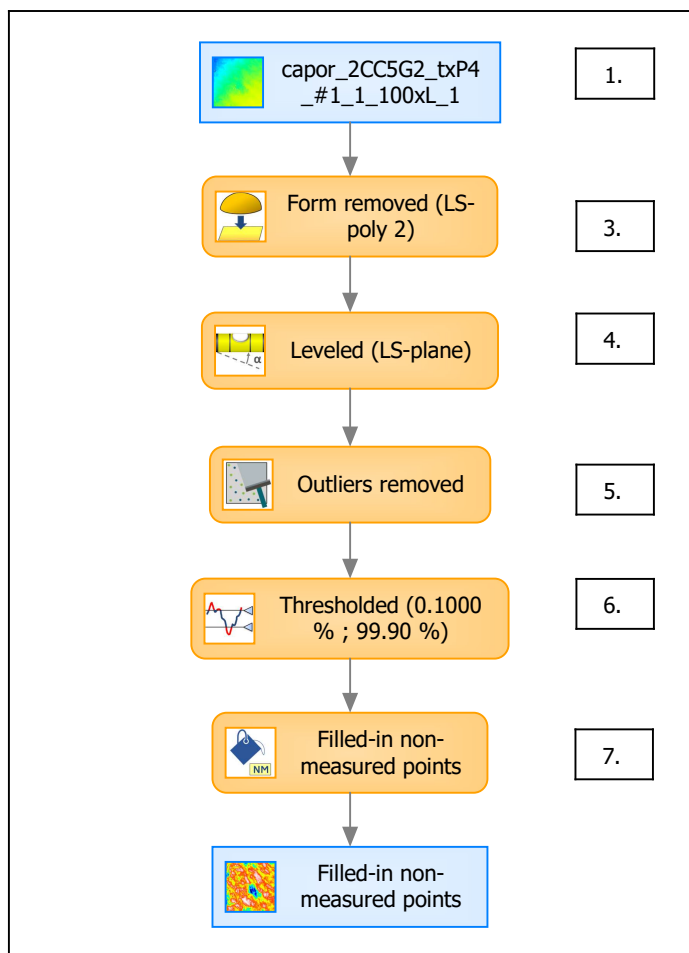 capor_2CC5G2_txP4
_#1_1_100xL_1
1.
Form removed (LS-
poly 2)
3.
α
Leveled (LS-plane)
4.
Outliers removed
5.
Thresholded (0.1000
% ; 99.90 %)
6.
NM
Filled-in non-
measured points
7.
Filled-in non-
measured points